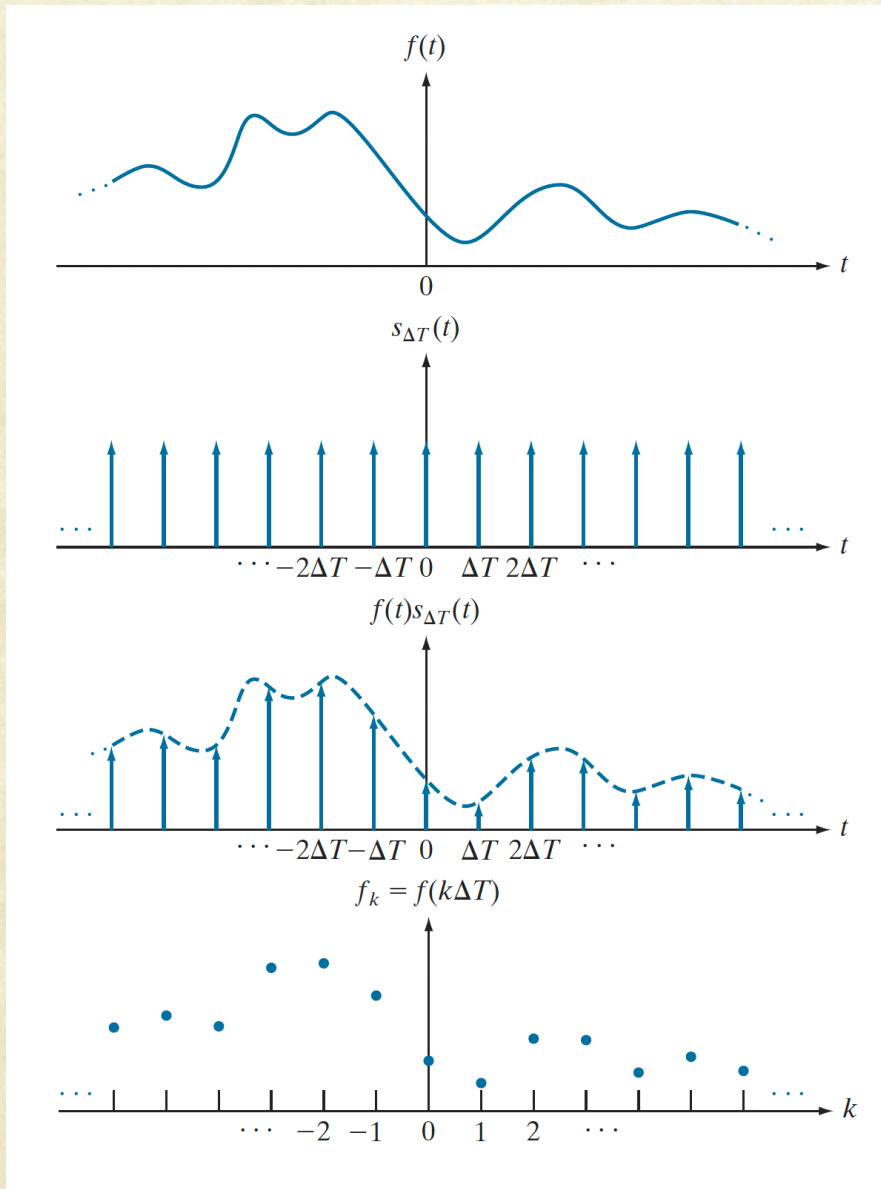 f(t)
t
0
s_ΔT(t)
t
··· −2ΔT −ΔT 0 ΔT 2ΔT ···
f(t)s_ΔT(t)
t
··· −2ΔT −ΔT 0 ΔT 2ΔT ···
f_k = f(kΔT)
k
··· −2 −1 0 1 2 ···